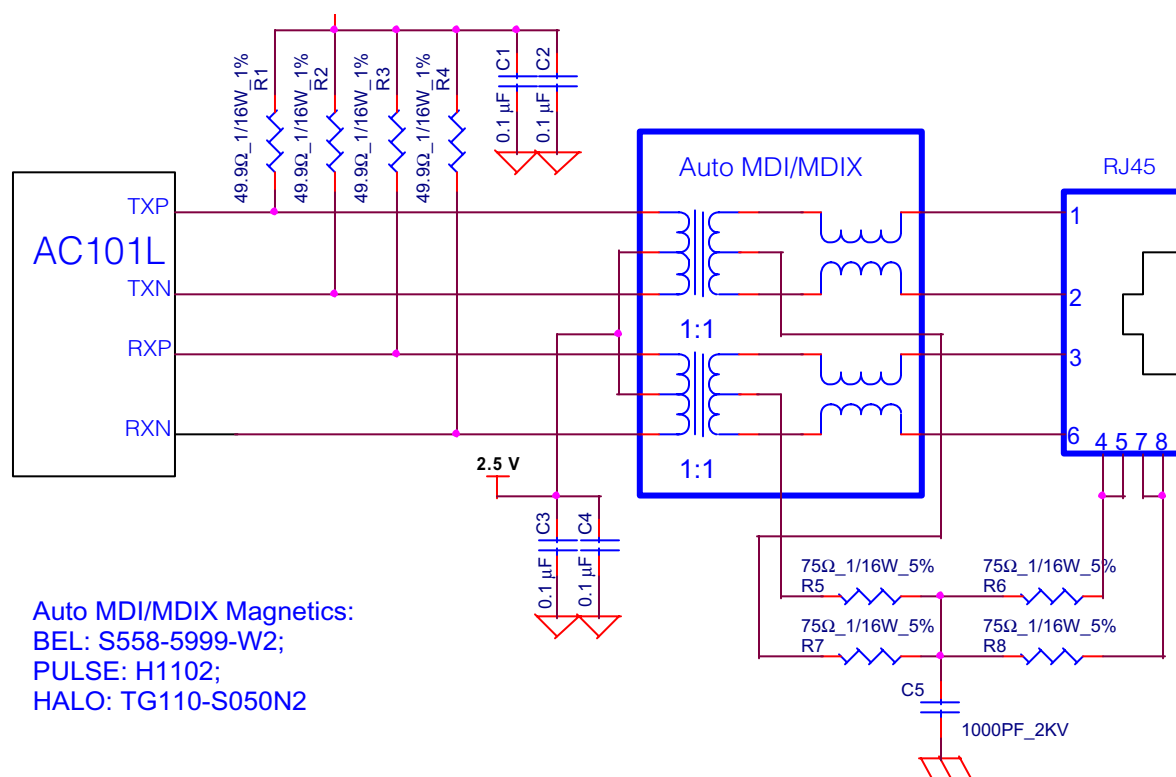 49.9Ω_1/16W_1%
R1
49.9Ω_1/16W_1%
R2
49.9Ω_1/16W_1%
R3
49.9Ω_1/16W_1%
R4
0.1 µF
C1
0.1 µF
C2
AC101L
TXP
TXN
RXP
RXN
Auto MDI/MDIX
1:1
1:1
RJ45
1
2
3
6
4 5 7 8
2.5 V
0.1 µF
C3
0.1 µF
C4
75Ω_1/16W_5%
R5
75Ω_1/16W_5%
R6
75Ω_1/16W_5%
R7
75Ω_1/16W_5%
R8
C5
1000PF_2KV
Auto MDI/MDIX Magnetics:
BEL: S558-5999-W2;
PULSE: H1102;
HALO: TG110-S050N2